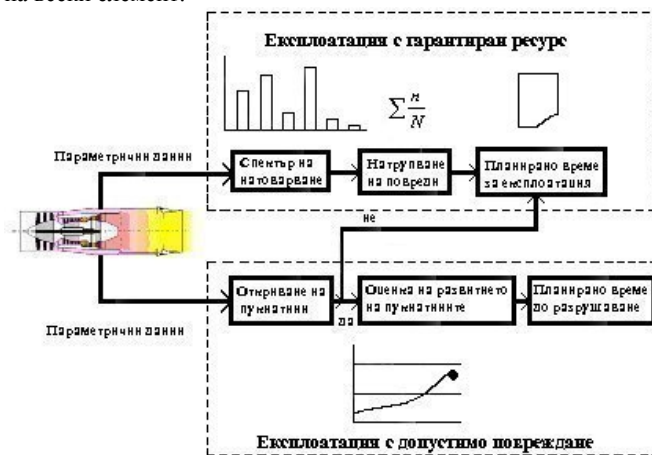 на всеки елемент.
Експлоатация с гарантиран ресурс
∑ n/N
Параметрични данни
Спектър на
натоварване
Натрупване
на повреди
Планирано време
за експлоатация
не
Откриване на
пукнатини
да
Оценка на развитето
на пукнатините
Планирано време
до разрушаване
Параметрични данни
Експлоатация с допустимо повреждане